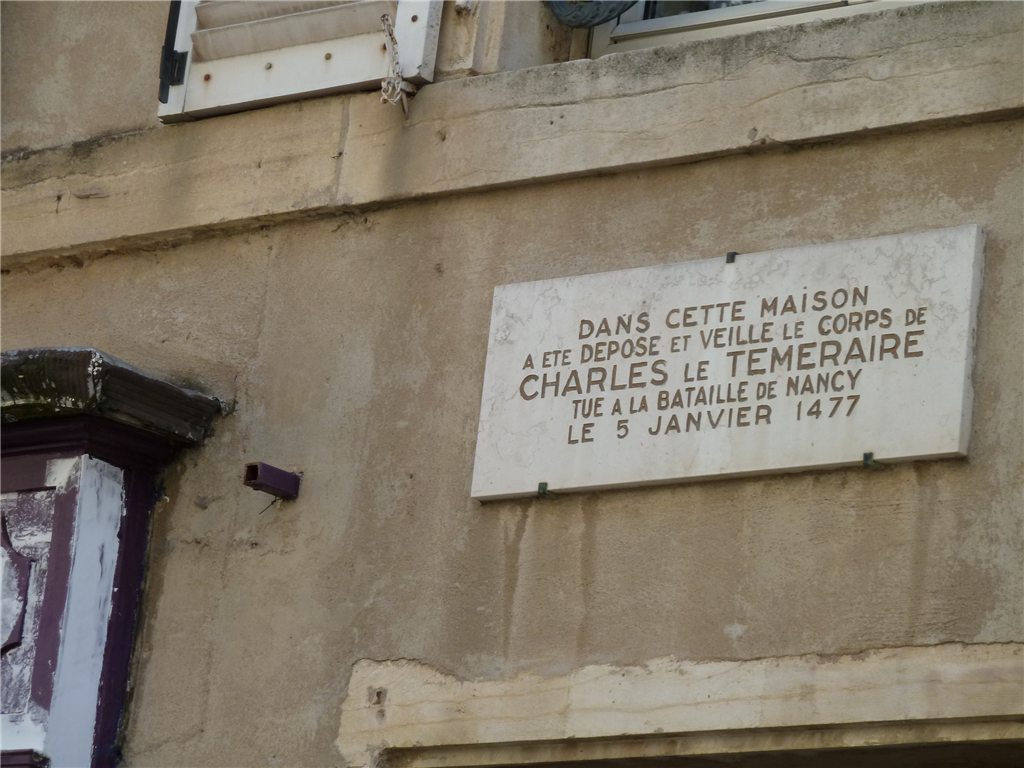 DANS CETTE MAISON
A ETE DEPOSE ET VEILLE LE CORPS DE
CHARLES LE TEMERAIRE
TUE A LA BATAILLE DE NANCY
LE 5 JANVIER 1477